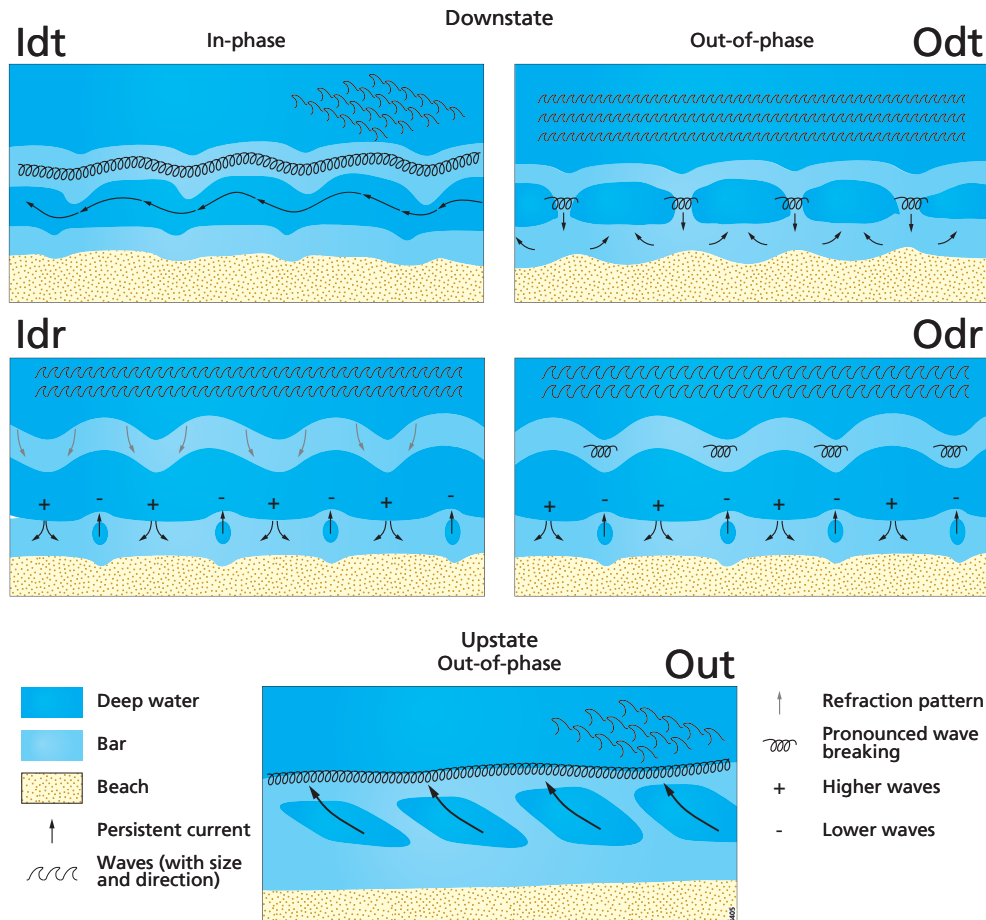 Downstate
Idt
In-phase
Out-of-phase
Odt
Idr
Odr
+ - + - + - + -
+ - + - + - + -
Upstate
Out-of-phase
Out
Deep water
Bar
Beach
Persistent current
Waves (with size
and direction)
Refraction pattern
Pronounced wave
breaking
+ Higher waves
- Lower waves